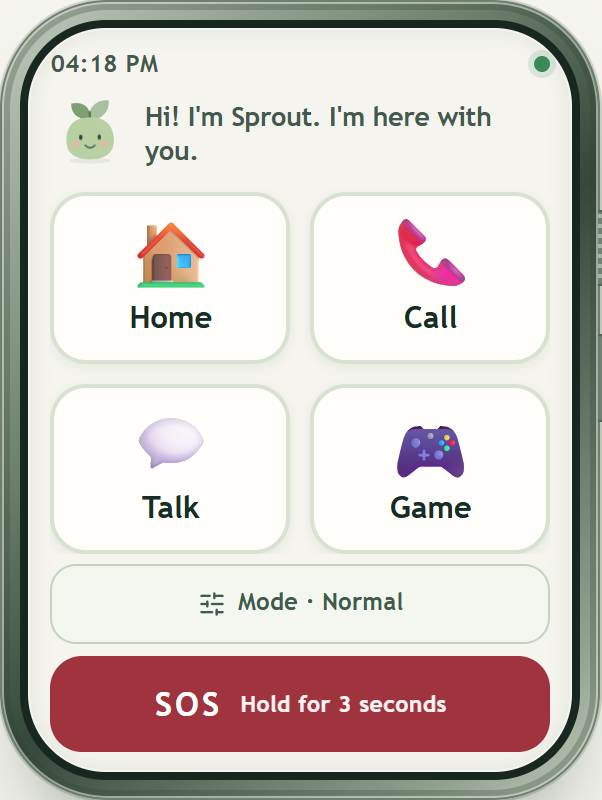 04:18 PM
Hi! I'm Sprout. I'm here with
you.
Home
Call
Talk
Game
Mode · Normal
SOS Hold for 3 seconds